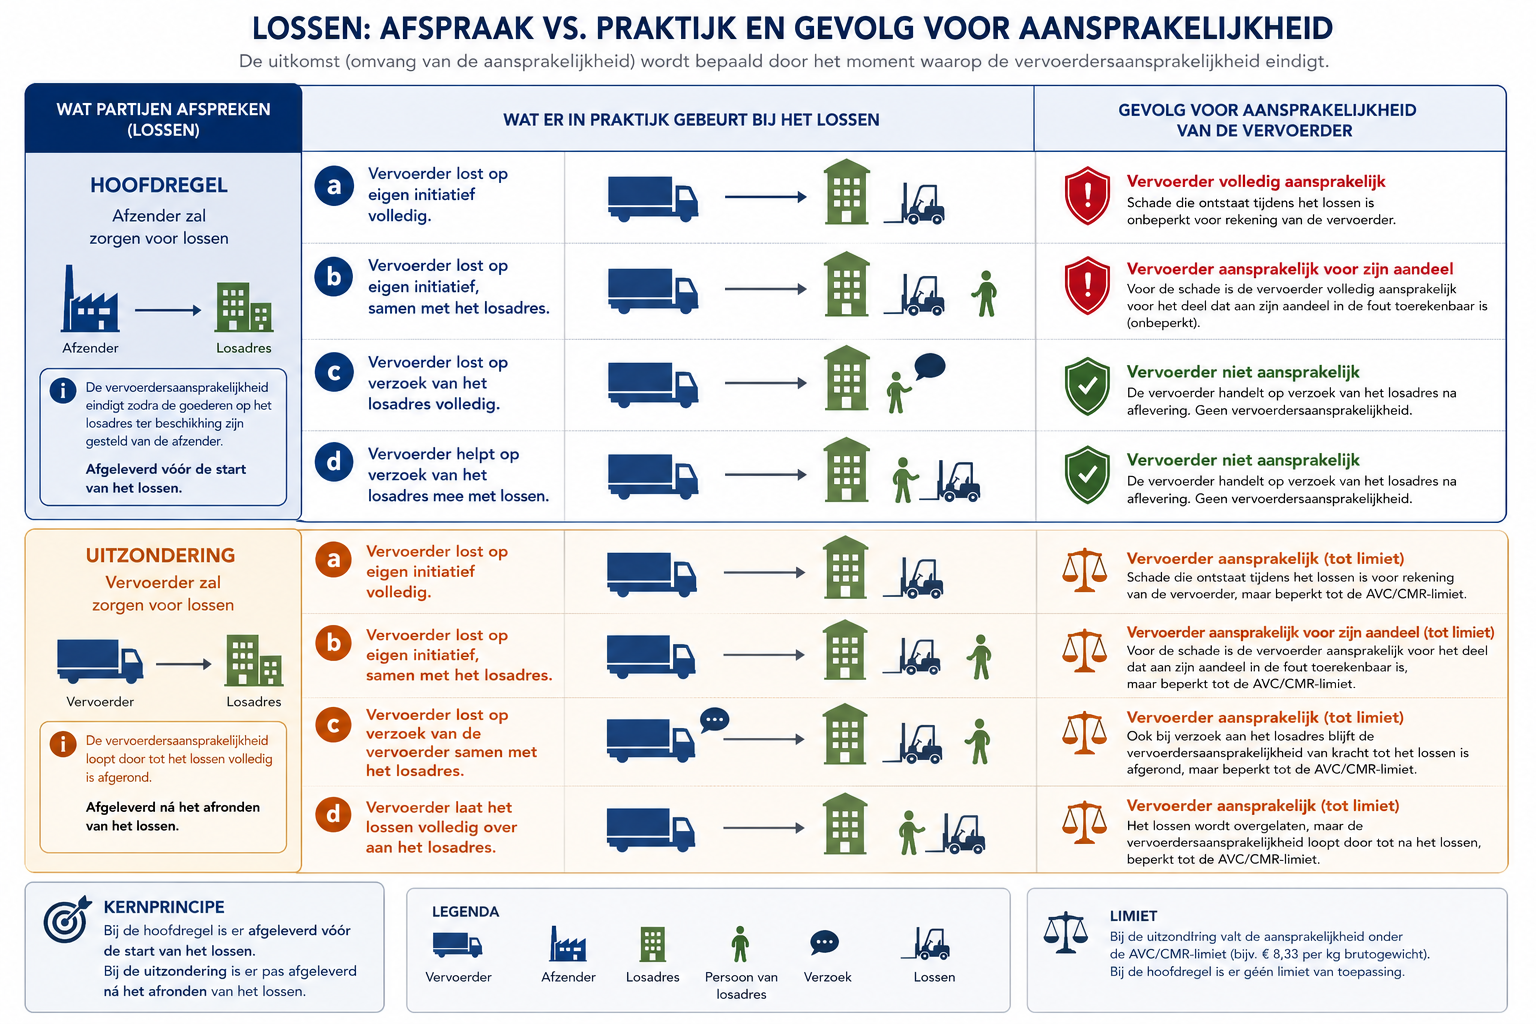 LOSSEN: AFSPRAAK VS. PRAKTIJK EN GEVOLG VOOR AANSPRAKELIJKHEID
De uitkomst (omvang van de aansprakelijkheid) wordt bepaald door het moment waarop de vervoerdersaansprakelijkheid eindigt.
WAT PARTIJEN AFSPREKEN
(LOSSEN)
WAT ER IN PRAKTIJK GEBEURT BIJ HET LOSSEN
GEVOLG VOOR AANSPRAKELIJKHEID
VAN DE VERVOERDER
HOOFDREGEL
Afzender zal
zorgen voor lossen
Afzender
Losadres
i
De vervoerdersaansprakelijkheid
eindigt zodra de goederen op het
losadres ter beschikking zijn
gesteld van de afzender.
Afgeleverd vóór de start
van het lossen.
a
Vervoerder lost op
eigen initiatief
volledig.
Vervoerder volledig aansprakelijk
Schade die ontstaat tijdens het lossen is
onbeperkt voor rekening van de vervoerder.
b
Vervoerder lost op
eigen initiatief,
samen met het losadres.
Vervoerder aansprakelijk voor zijn aandeel
Voor de schade is de vervoerder volledig aansprakelijk
voor het deel dat aan zijn aandeel in de fout toerekenbaar is
(onbeperkt).
c
Vervoerder lost op
verzoek van het
losadres volledig.
Vervoerder niet aansprakelijk
De vervoerder handelt op verzoek van het losadres na
aflevering. Geen vervoerdersaansprakelijkheid.
d
Vervoerder helpt op
verzoek van het
losadres mee met lossen.
Vervoerder niet aansprakelijk
De vervoerder handelt op verzoek van het losadres na
aflevering. Geen vervoerdersaansprakelijkheid.
UITZONDERING
Vervoerder zal
zorgen voor lossen
Vervoerder
Losadres
i
De vervoerdersaansprakelijkheid
loopt door tot het lossen volledig
is afgerond.
Afgeleverd ná het afronden
van het lossen.
a
Vervoerder lost op
eigen initiatief
volledig.
Vervoerder aansprakelijk (tot limiet)
Schade die ontstaat tijdens het lossen is voor rekening
van de vervoerder, maar beperkt tot de AVC/CMR-limiet.
b
Vervoerder lost op
eigen initiatief,
samen met het losadres.
Vervoerder aansprakelijk voor zijn aandeel (tot limiet)
Voor de schade is de vervoerder aansprakelijk voor het deel
dat aan zijn aandeel in de fout toerekenbaar is,
maar beperkt tot de AVC/CMR-limiet.
c
Vervoerder lost op
verzoek van de
vervoerder samen met
het losadres.
Vervoerder aansprakelijk (tot limiet)
Ook bij verzoek aan het losadres blijft de
vervoerdersaansprakelijkheid van kracht tot het lossen is
afgerond, maar beperkt tot de AVC/CMR-limiet.
d
Vervoerder laat het
lossen volledig over
aan het losadres.
Vervoerder aansprakelijk (tot limiet)
Het lossen wordt overgelaten, maar de
vervoerdersaansprakelijkheid loopt door tot na het lossen,
beperkt tot de AVC/CMR-limiet.
KERNPRINCIPE
Bij de hoofdregel is er afgeleverd vóór
de start van het lossen.
Bij de uitzondering is er pas afgeleverd
ná het afronden van het lossen.
LEGENDA
Vervoerder
Afzender
Losadres
Persoon van
losadres
Verzoek
Lossen
LIMIET
Bij de uitzondfring valt de aansprakelijkheid onder
de AVC/CMR-limiet (bijv. € 8,33 per kg brutogewicht).
Bij de hoofdregel is er géén limiet van toepassing.